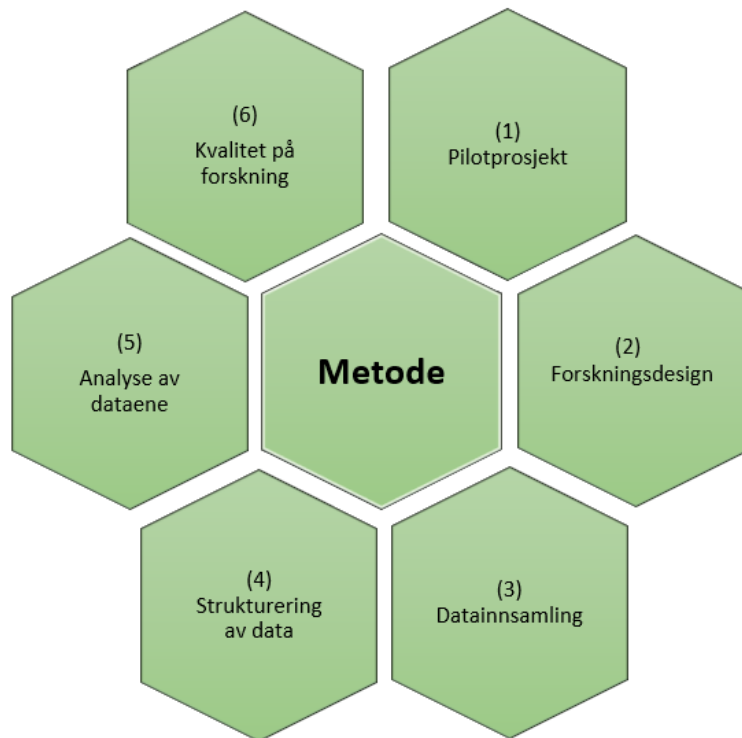 (6)
Kvalitet på
forskning
(1)
Pilotprosjekt
(5)
Analyse av
dataene
Metode
(2)
Forskningsdesign
(4)
Strukturering
av data
(3)
Datainnsamling